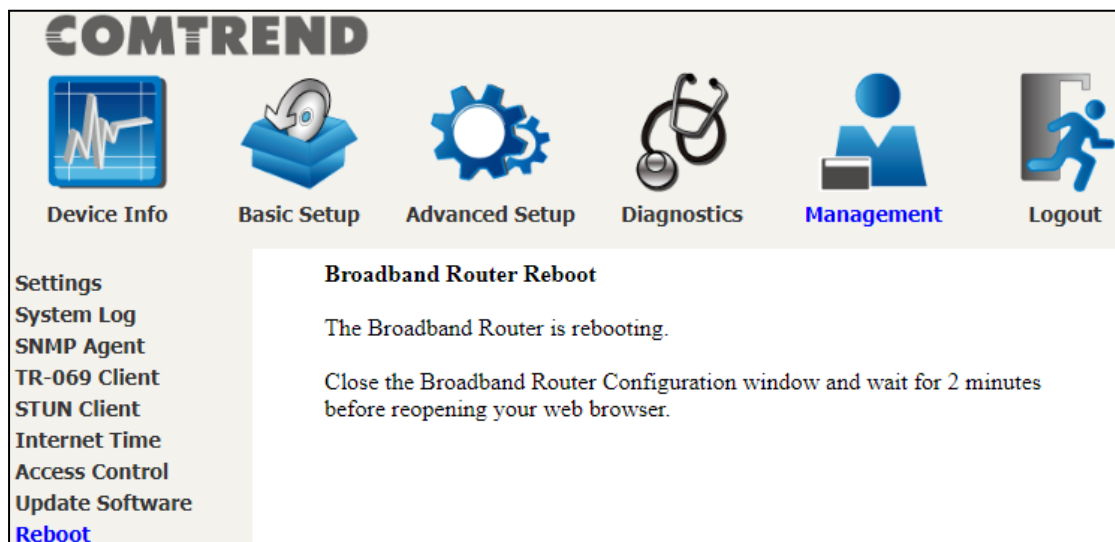 COMTREND
Device Info
Basic Setup
Advanced Setup
Diagnostics
Management
Logout
Settings
System Log
SNMP Agent
TR-069 Client
STUN Client
Internet Time
Access Control
Update Software
Reboot
Broadband Router Reboot
The Broadband Router is rebooting.
Close the Broadband Router Configuration window and wait for 2 minutes
before reopening your web browser.